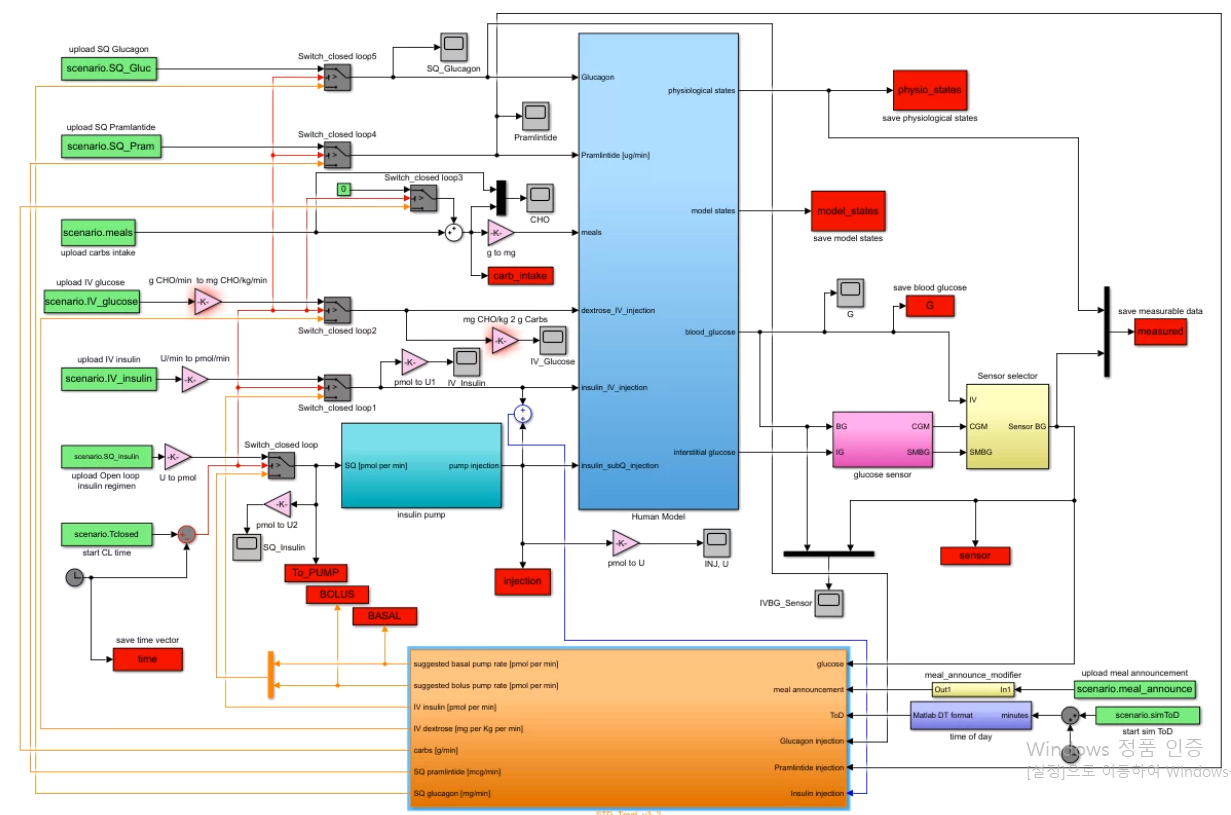 upload SQ Glucagon
scenario.SQ_Gluc
Switch_closed loop5
SQ_Glucagon
upload SQ Pramlantide
scenario.SQ_Pram
Switch_closed loop4
Pramlintide
Switch_closed loop3
0
CHO
scenario.meals
upload carbs intake
-K-
g to mg
carb_intake
upload IV glucose
scenario.IV_glucose
g CHO/min to mg CHO/kg/min
-K-
Switch_closed loop2
mg CHO/kg 2 g Carbs
-K-
IV_Glucose
upload IV insulin
scenario.IV_insulin
U/min to pmol/min
-K-
Switch_closed loop1
-K-
pmol to U1
IV_Insulin
scenario.SQ_insulin
upload Open loop
insulin regimen
-K-
U to pmol
Switch_closed loop
-K-
pmol to U2
SQ_Insulin
SQ [pmol per min]
pump injection
insulin pump
scenario.Tclosed
start CL time
To_PUMP
BOLUS
BASAL
save time vector
time
injection
-K-
pmol to U
INJ, U
Glucagon
Pramlintide [ug/min]
meals
dextrose_IV_injection
insulin_IV_injection
insulin_subQ_injection
physiological states
model states
blood_glucose
interstitial glucose
Human Model
physio_states
save physiological states
model_states
save model states
G
save blood glucose
G
save measurable data
measured
BG
IG
CGM
SMBG
glucose sensor
Sensor selector
IV
CGM
SMBG
Sensor BG
sensor
IVBG_Sensor
suggested basal pump rate [pmol per min]
suggested bolus pump rate [pmol per min]
IV insulin [pmol per min]
IV dextrose [mg per Kg per min]
carbs [g/min]
SQ pramlintide [mcg/min]
SQ glucagon [mg/min]
glucose
meal announcement
ToD
Glucagon injection
Pramlintide injection
Insulin injection
meal_announce_modifier
Out1
In1
upload meal announcement
scenario.meal_announce
Matlab DT format
minutes
time of day
scenario.simToD
start sim ToD
Windows 정품 인증
[설정]으로 이동하여 Windows